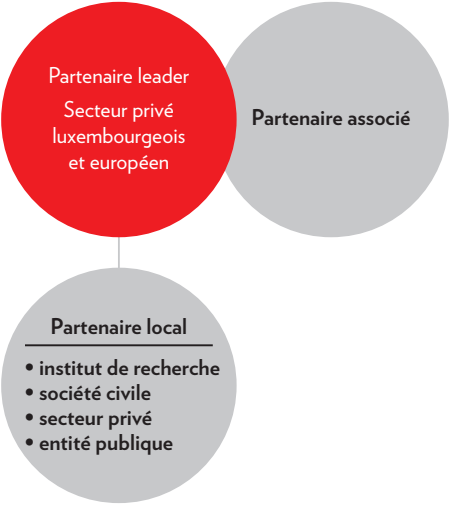 Partenaire leader
Secteur privé
luxembourgeois
et européen
Partenaire associé
Partenaire local
• institut de recherche
• société civile
• secteur privé
• entité publique